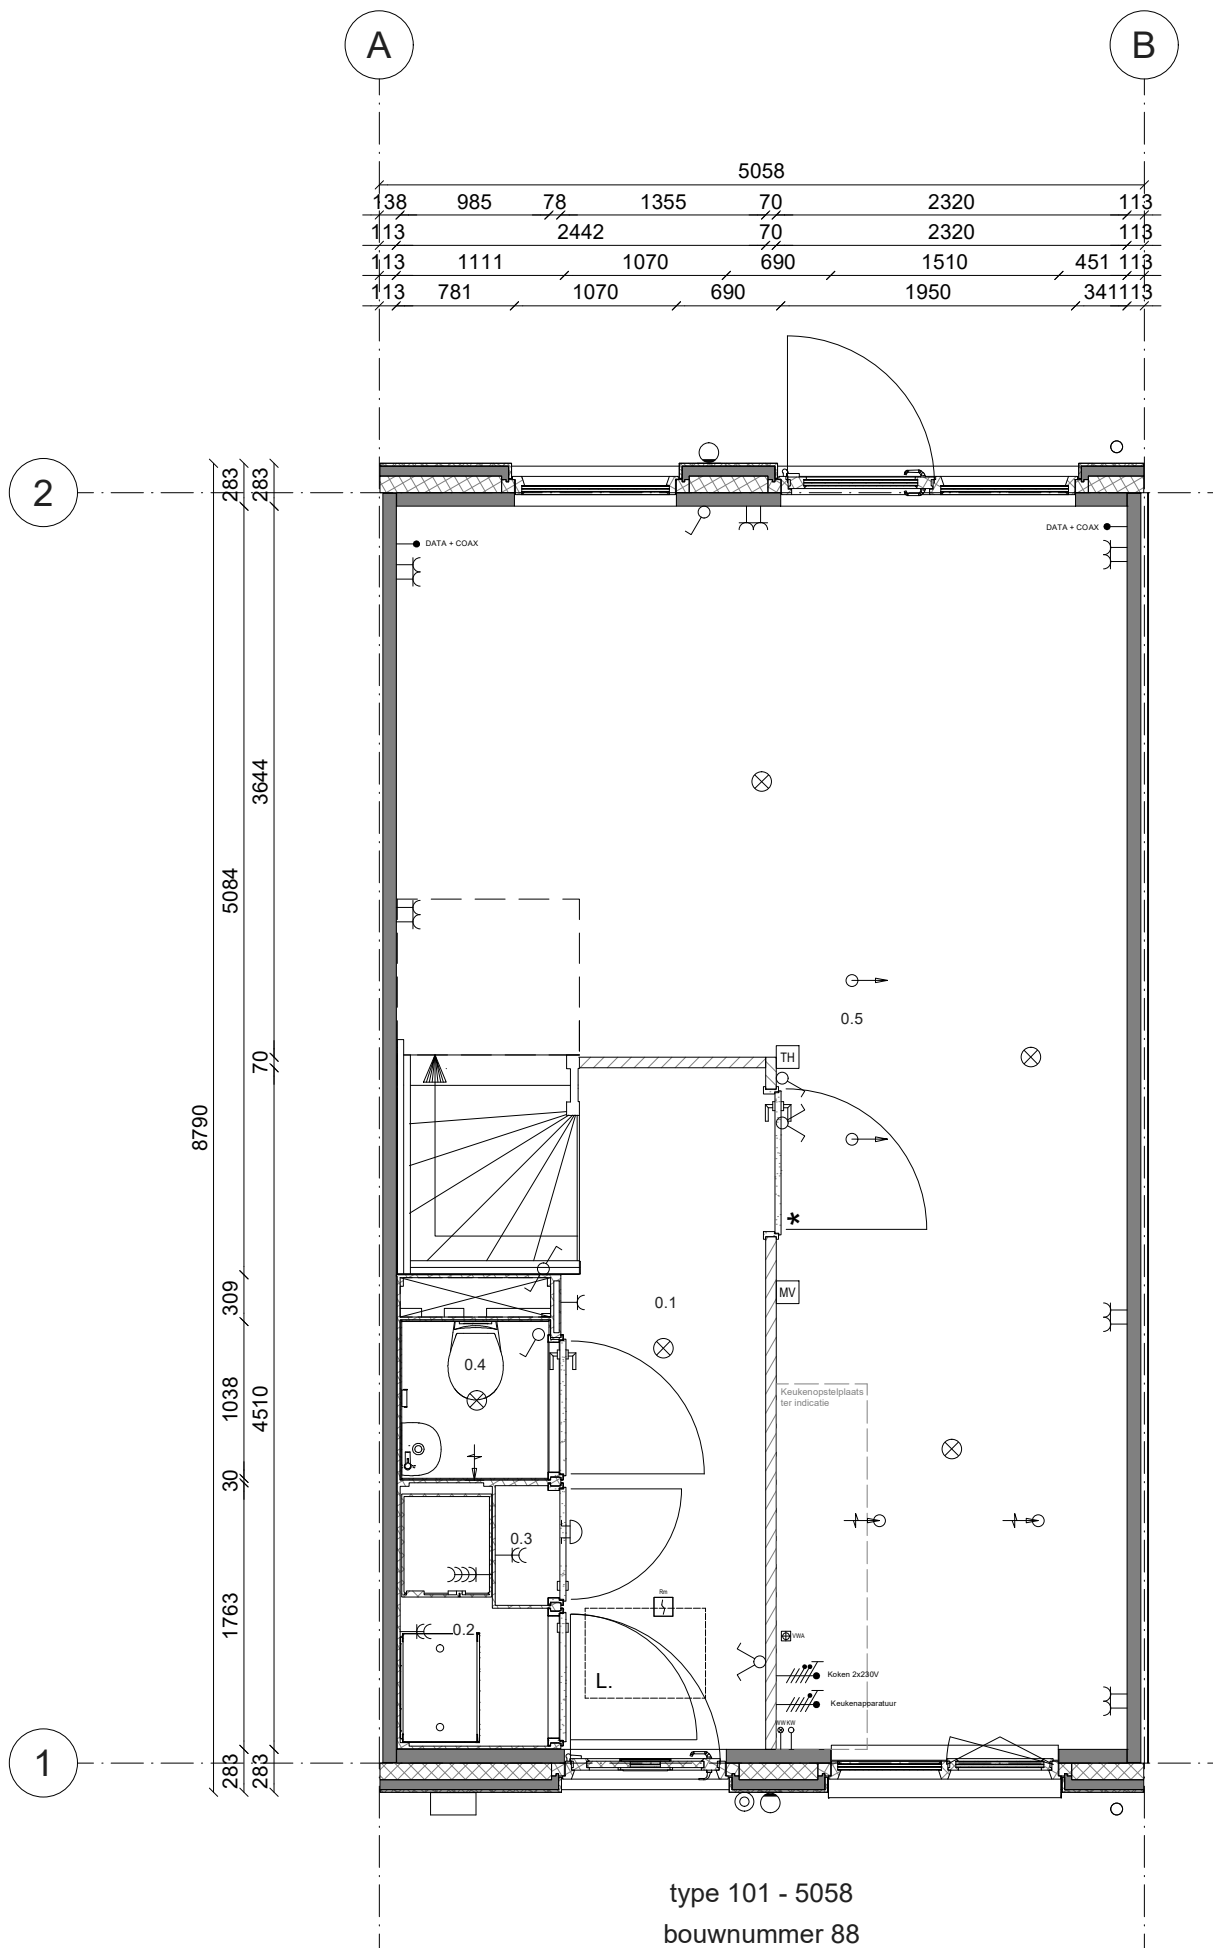 A B
5058
138 985 78 1355 70 2320 113
113 2442 70 2320 113
113 1111 1070 690 1510 451 113
113 781 1070 690 1950 341 113
2
283 283
DATA + COAX
DATA + COAX
3644
5084
0.5
70
TH
8790
*
309
MV
0.1
0.4
Keukenopstelplaats
ter indicatie
1038
4510
30
0.3
Rm
1763
0.2
VWA
L.
Koken 2x230V
Keukenapparatuur
WW KW
1
283 283
type 101 - 5058
bouwnummer 88